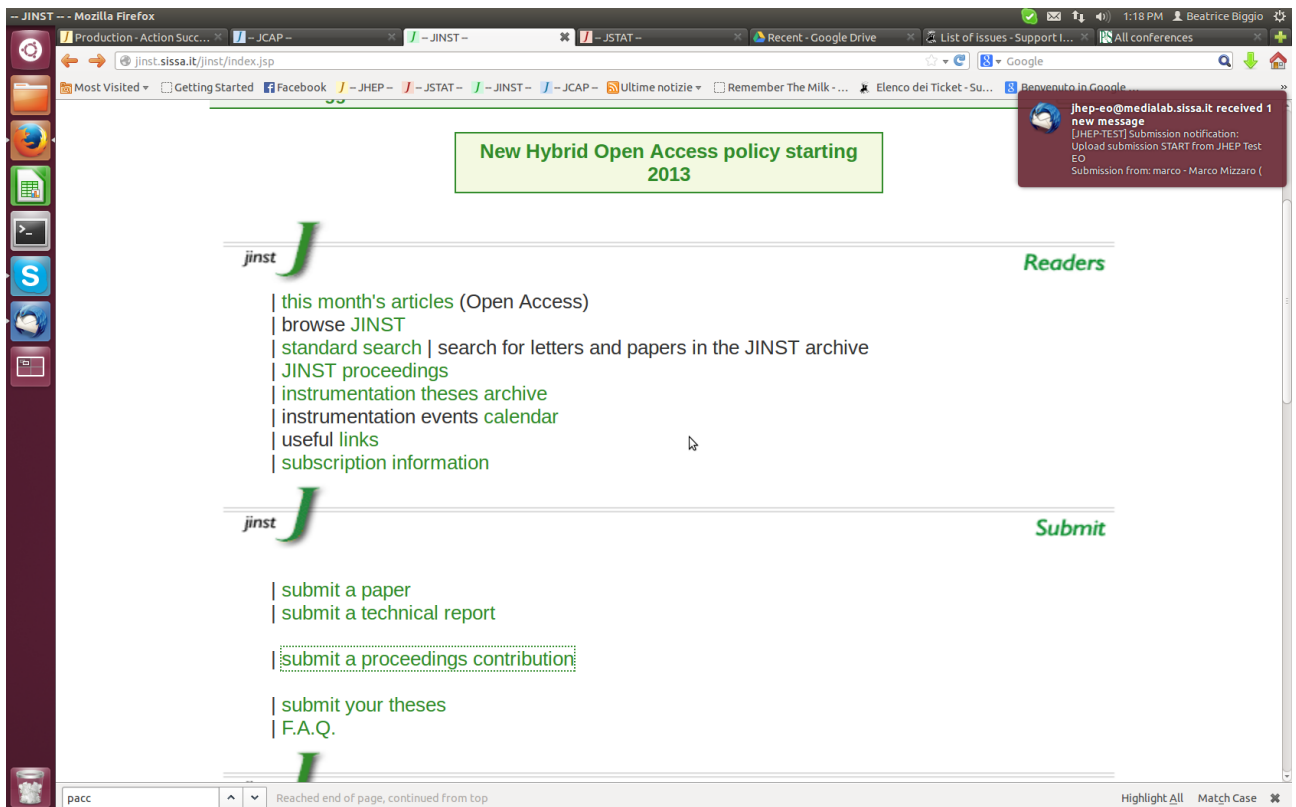 -- JINST -- - Mozilla Firefox
1:18 PM Beatrice Biggio
Production - Action Succ... -- JCAP -- -- JINST -- -- JSTAT -- Recent - Google Drive List of issues - Support I... All conferences
jinst.sissa.it/jinst/index.jsp Google
Most Visited Getting Started Facebook -- JHEP -- -- JSTAT -- -- JINST -- -- JCAP -- Ultime notizie Remember The Milk - ... Elenco dei Ticket - Su... Benvenuto in Google ... »
jhep-eo@medialab.sissa.it received 1
new message
[JHEP-TEST] Submission notification:
Upload submission START from JHEP Test
EO
Submission from: marco - Marco Mizzaro (
New Hybrid Open Access policy starting
2013
jinst J Readers
| this month's articles (Open Access)
| browse JINST
| standard search | search for letters and papers in the JINST archive
| JINST proceedings
| instrumentation theses archive
| instrumentation events calendar
| useful links
| subscription information
jinst J Submit
| submit a paper
| submit a technical report
| submit a proceedings contribution
| submit your theses
| F.A.Q.
pacc Reached end of page, continued from top Highlight All Match Case